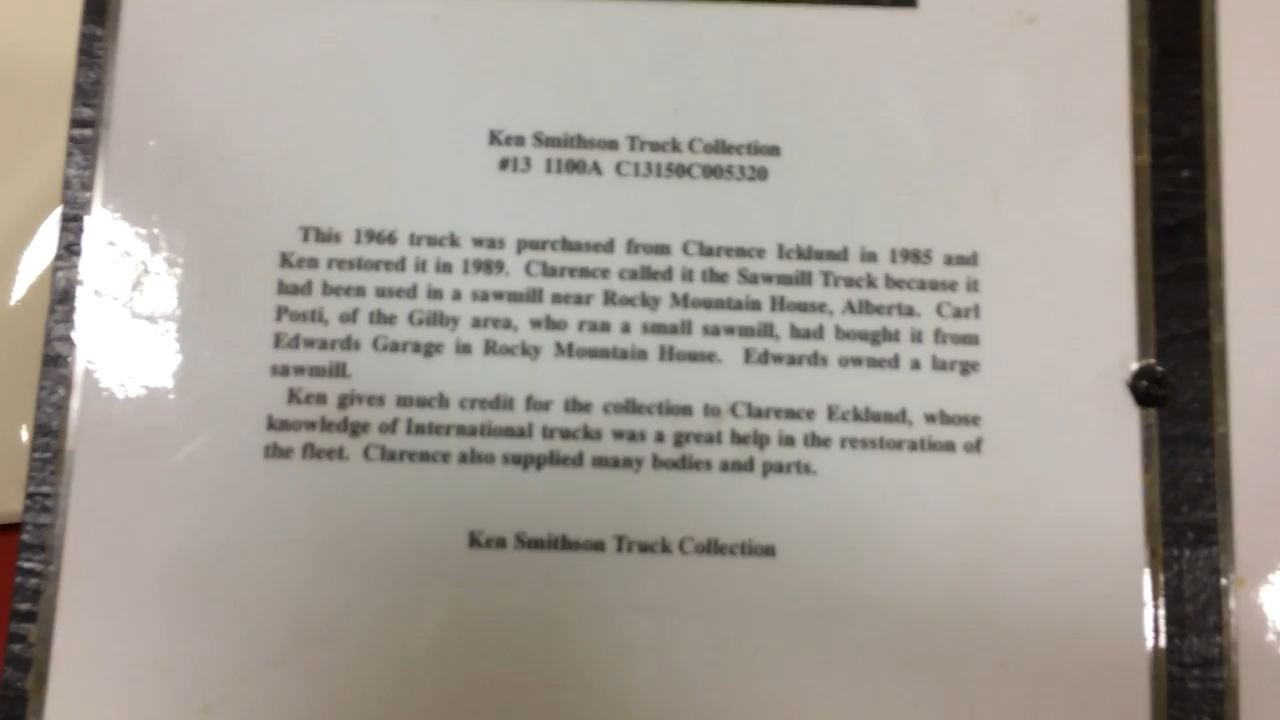 Ken Smithson Truck Collection
#13 1100A C13150C005320
This 1966 truck was purchased from Clarence Icklund in 1985 and
Ken restored it in 1989. Clarence called it the Sawmill Truck because it
had been used in a sawmill near Rocky Mountain House, Alberta. Carl
Posti, of the Gilby area, who ran a small sawmill, had bought it from
Edwards Garage in Rocky Mountain House. Edwards owned a large
sawmill.
Ken gives much credit for the collection to Clarence Ecklund, whose
knowledge of International trucks was a great help in the resstoration of
the fleet. Clarence also supplied many bodies and parts.
Ken Smithson Truck Collection